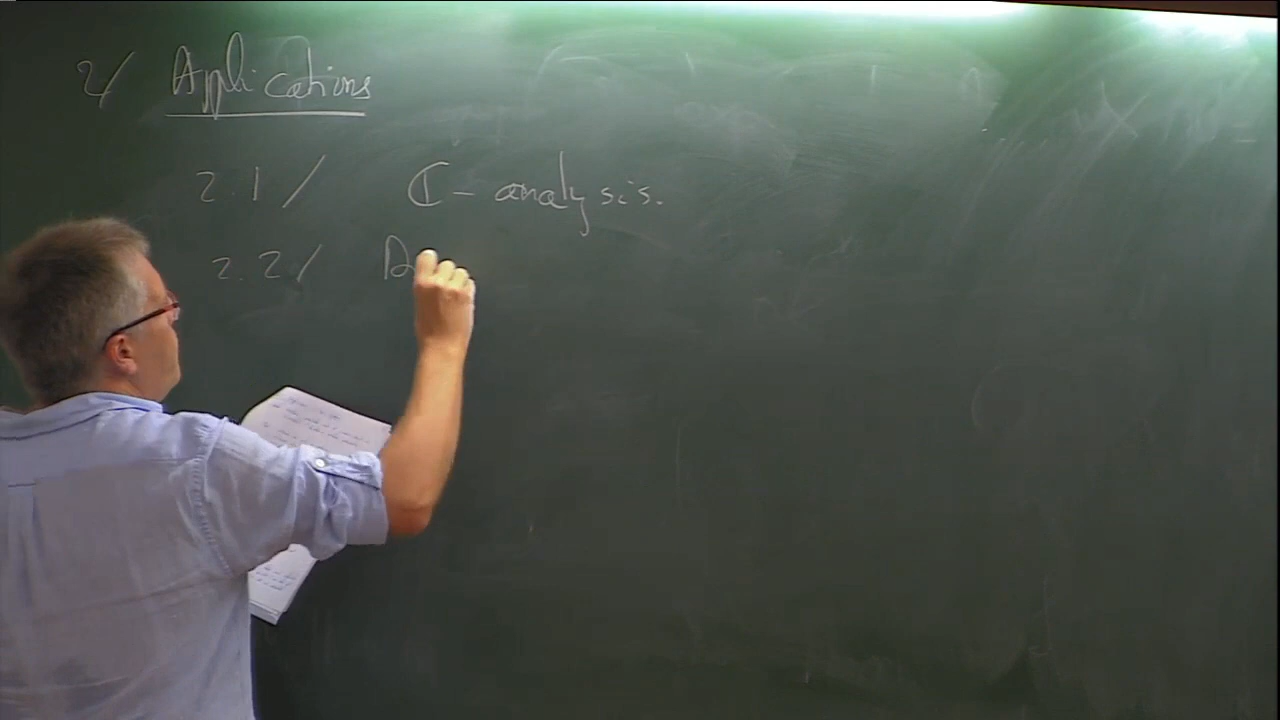 2/ Applications
2.1/ ℂ-analysis.
2.2/ D